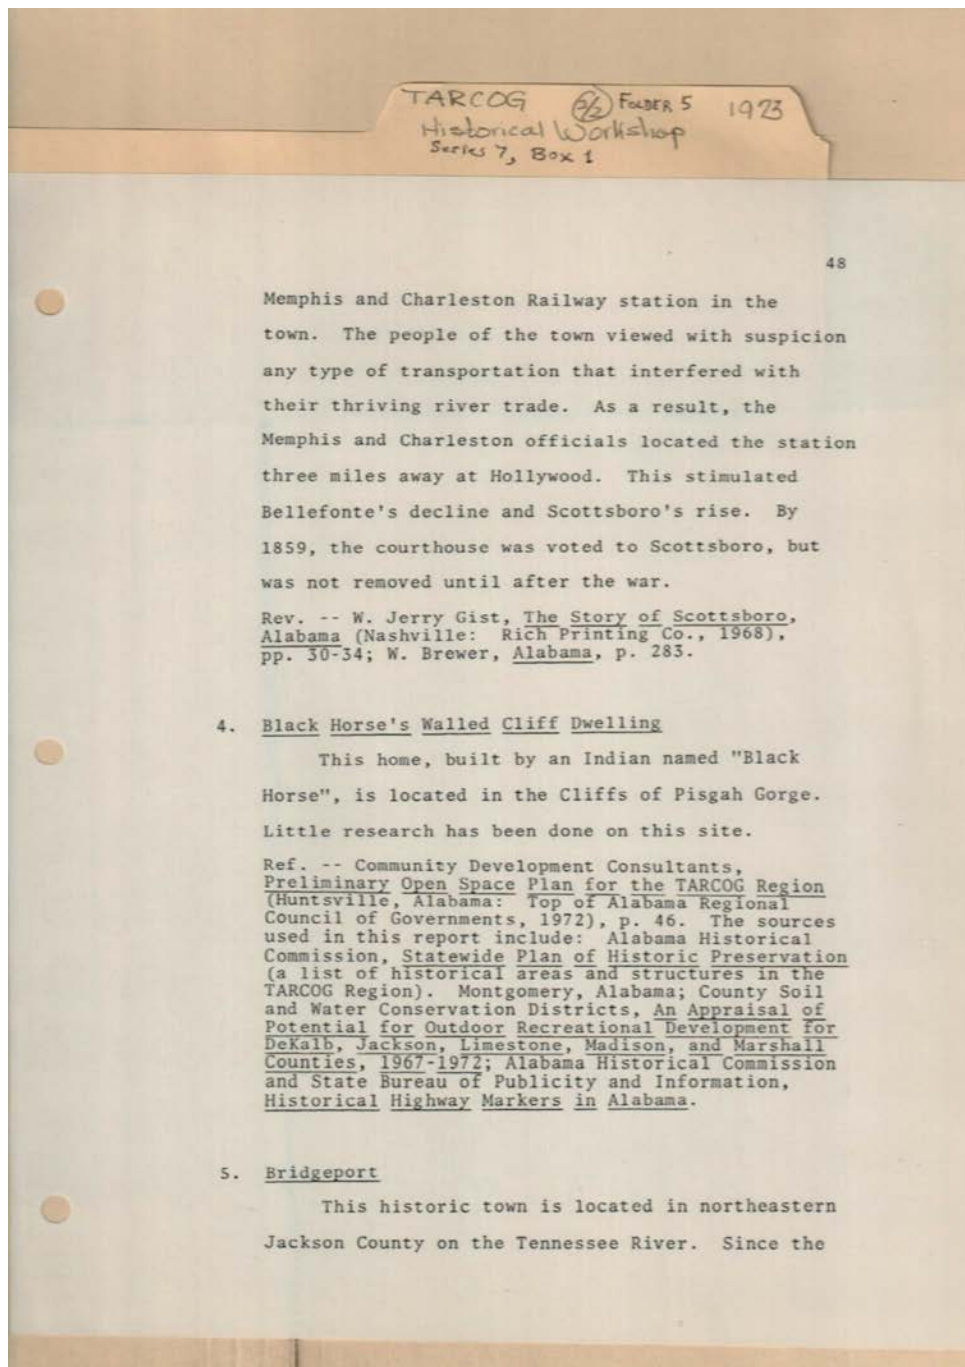 TARCOG 2/2 FOLDER 5 1973
Historical Workshop
Series 7, Box 1
48
Memphis and Charleston Railway station in the
town. The people of the town viewed with suspicion
any type of transportation that interfered with
their thriving river trade. As a result, the
Memphis and Charleston officials located the station
three miles away at Hollywood. This stimulated
Bellefonte's decline and Scottsboro's rise. By
1859, the courthouse was voted to Scottsboro, but
was not removed until after the war.
Rev. -- W. Jerry Gist, The Story of Scottsboro,
Alabama (Nashville: Rich Printing Co., 1968),
pp. 30-34; W. Brewer, Alabama, p. 283.
4. Black Horse's Walled Cliff Dwelling
This home, built by an Indian named "Black
Horse", is located in the Cliffs of Pisgah Gorge.
Little research has been done on this site.
Ref. -- Community Development Consultants,
Preliminary Open Space Plan for the TARCOG Region
(Huntsville, Alabama: Top of Alabama Regional
Council of Governments, 1972), p. 46. The sources
used in this report include: Alabama Historical
Commission, Statewide Plan of Historic Preservation
(a list of historical areas and structures in the
TARCOG Region). Montgomery, Alabama; County Soil
and Water Conservation Districts, An Appraisal of
Potential for Outdoor Recreational Development for
DeKalb, Jackson, Limestone, Madison, and Marshall
Counties, 1967-1972; Alabama Historical Commission
and State Bureau of Publicity and Information,
Historical Highway Markers in Alabama.
5. Bridgeport
This historic town is located in northeastern
Jackson County on the Tennessee River. Since the